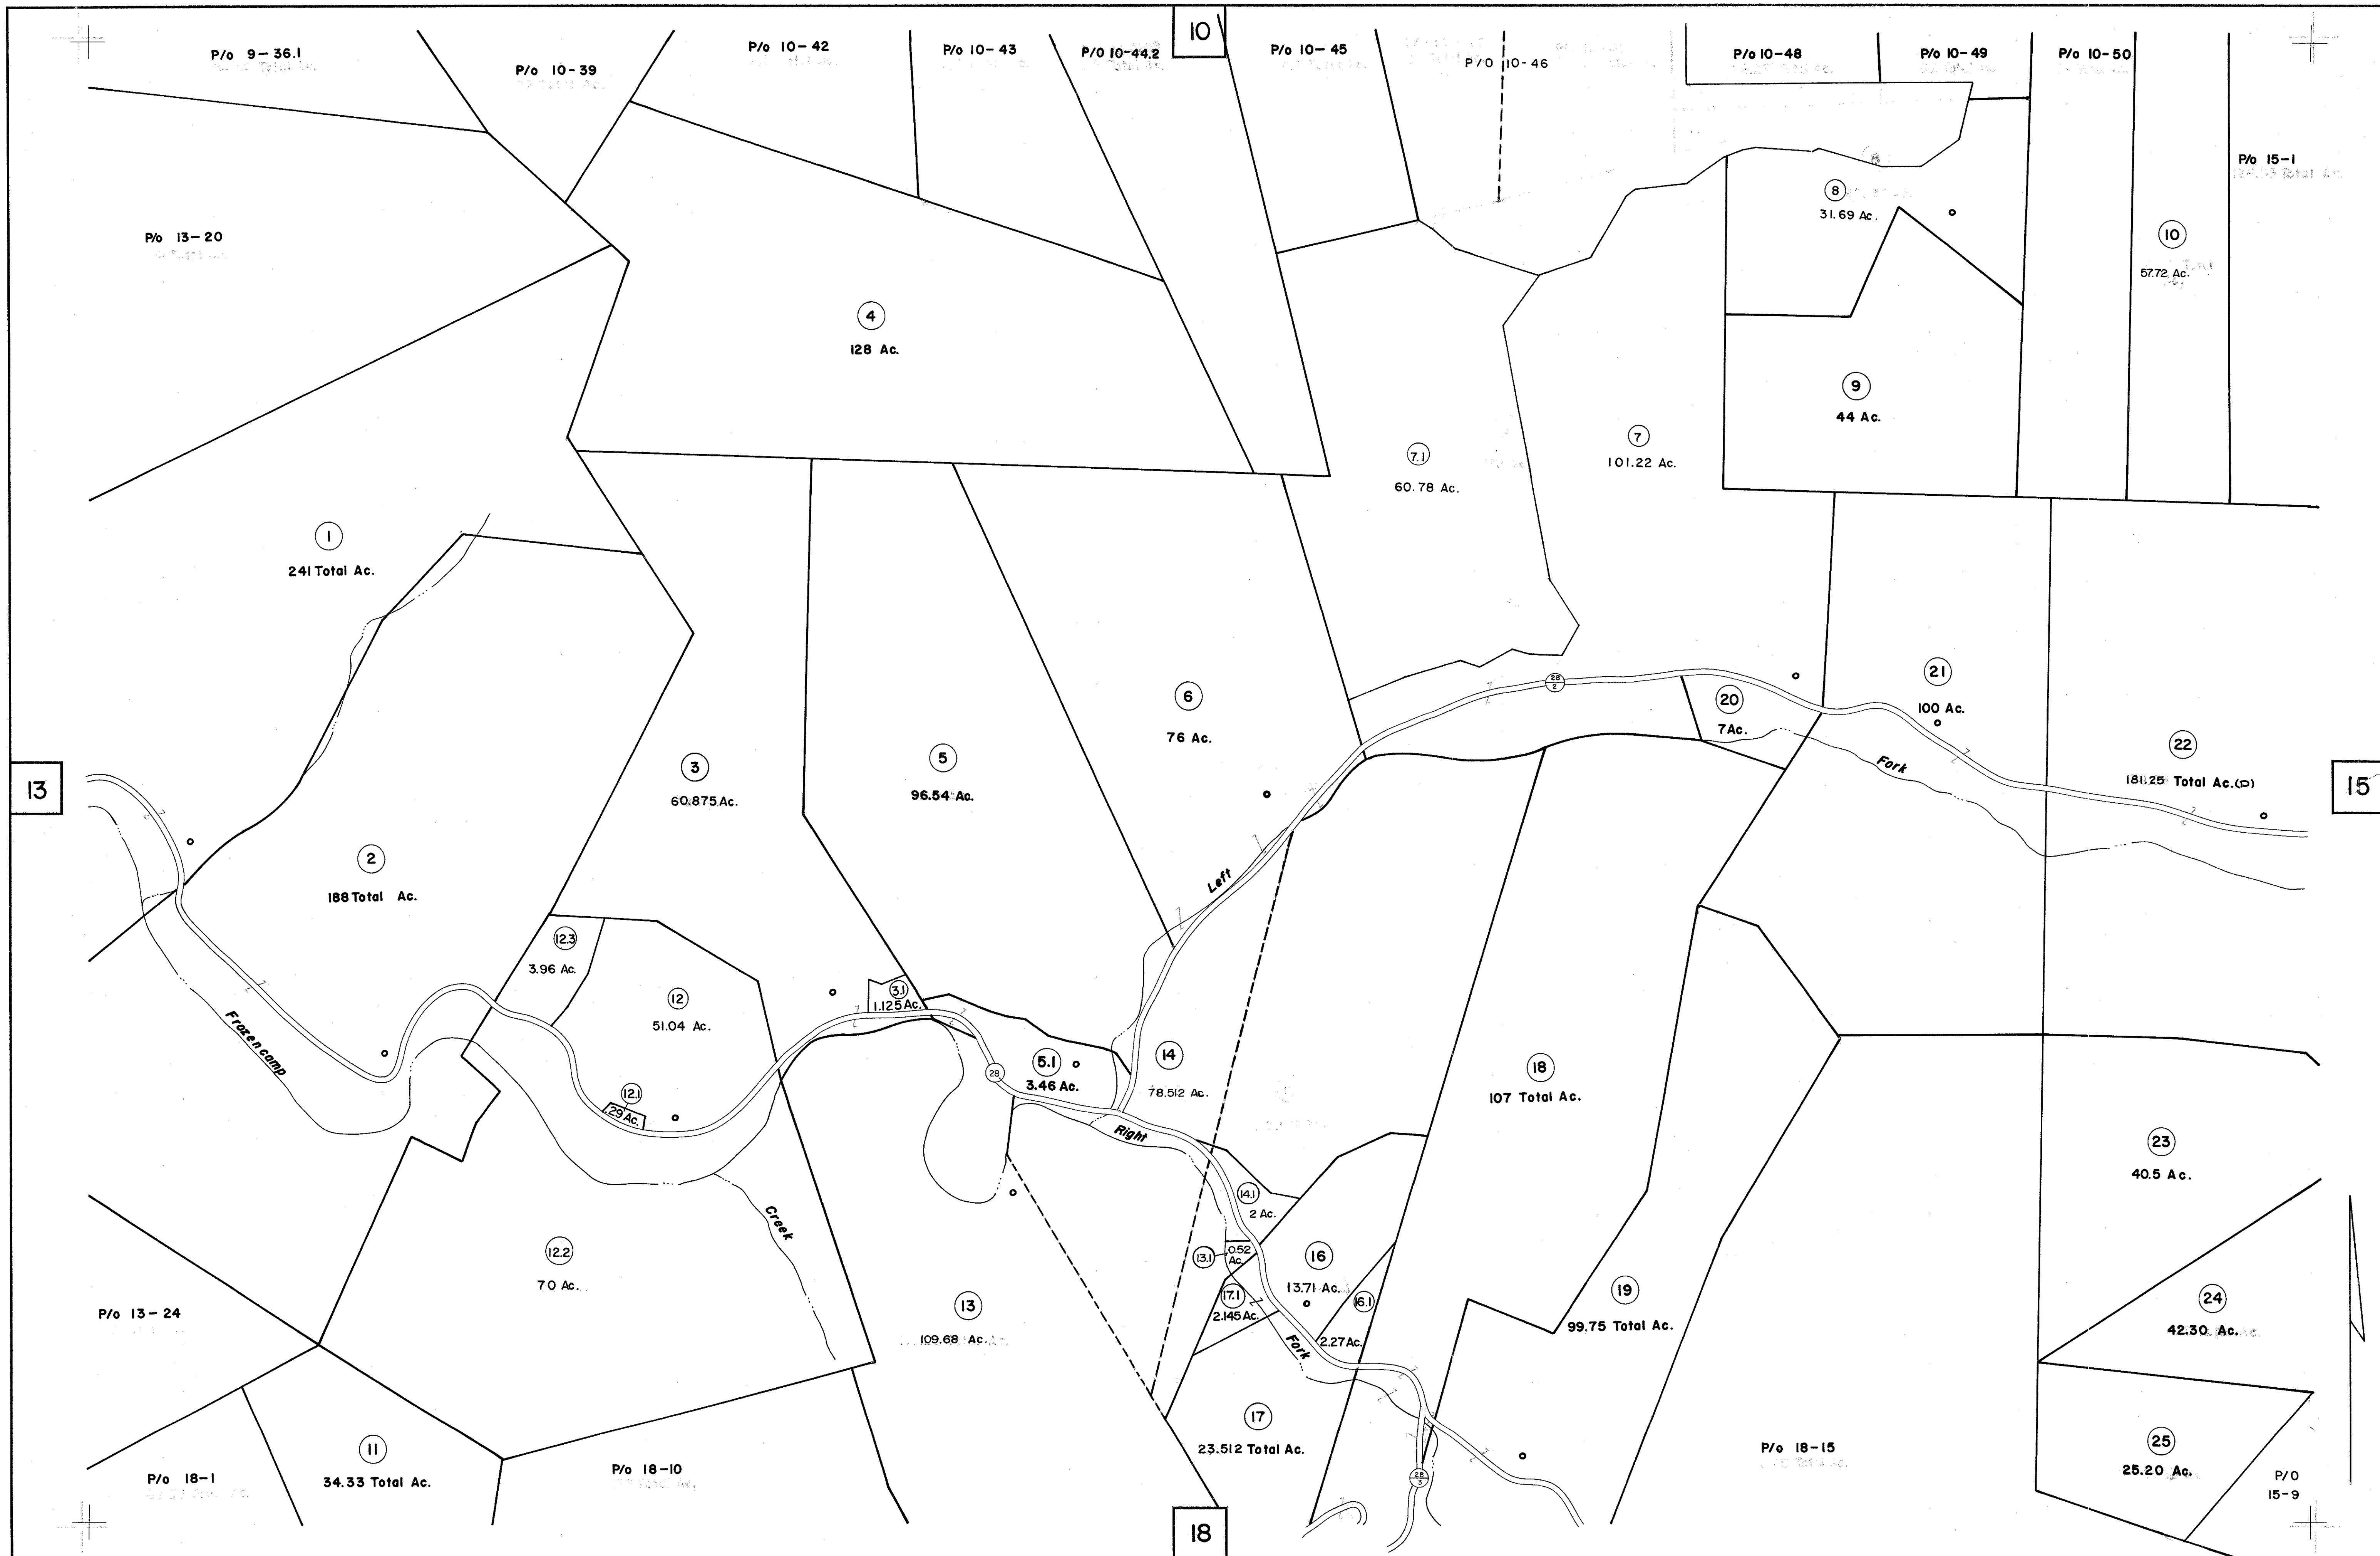 10
P/o 9-36.1
P/o 10-39
P/o 10-42
P/o 10-43
P/O 10-44.2
P/o 10-45
P/O 10-46
P/o 10-48
P/o 10-49
P/o 10-50
P/o 15-1
P/o 13-20
8
31.69 Ac.
10
57.72 Ac.
4
128 Ac.
9
44 Ac.
7.1
60.78 Ac.
7
101.22 Ac.
1
241 Total Ac.
6
76 Ac.
28
2
20
7 Ac.
21
100 Ac.
22
181.25 Total Ac.(D)
Fork
13
15
3
60.875 Ac.
5
96.54 Ac.
2
188 Total Ac.
Left
12.3
3.96 Ac.
12
51.04 Ac.
3.1
1.125 Ac.
Frozencamp
28
5.1
3.46 Ac.
14
78.512 Ac.
18
107 Total Ac.
12.1
.29 Ac.
Right
23
40.5 Ac.
14.1
2 Ac.
Creek
12.2
70 Ac.
13.1
0.52
Ac.
16
13.71 Ac.
17.1
2.145 Ac.
16.1
2.27 Ac.
Fork
13
109.68 Ac.
19
99.75 Total Ac.
24
42.30 Ac.
P/o 13-24
17
23.512 Total Ac.
28
3
11
34.33 Total Ac.
P/o 18-1
P/o 18-10
P/o 18-15
25
25.20 Ac.
P/O
15-9
18